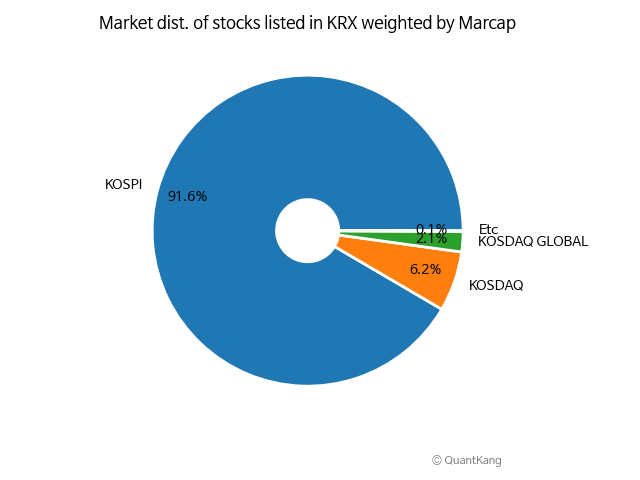 Market dist. of stocks listed in KRX weighted by Marcap
KOSPI
91.6%
0.1%
Etc
2.1%
KOSDAQ GLOBAL
6.2%
KOSDAQ
© QuantKang